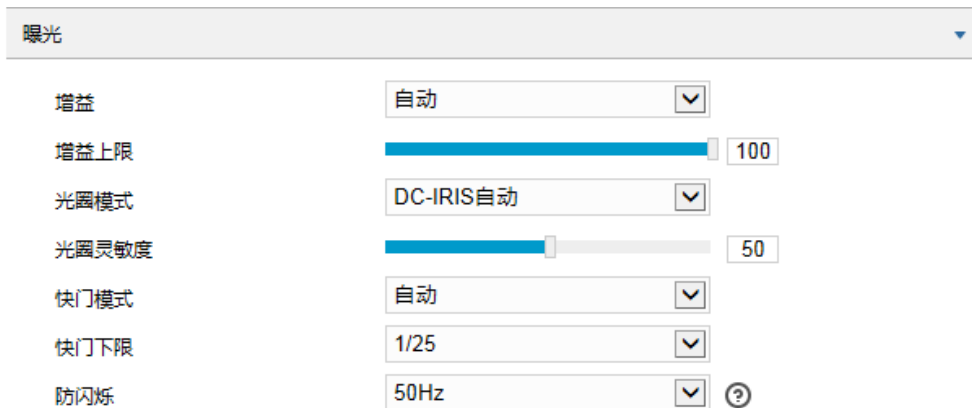 曝光
增益 自动
增益上限 100
光圈模式 DC-IRIS自动
光圈灵敏度 50
快门模式 自动
快门下限 1/25
防闪烁 50Hz ?